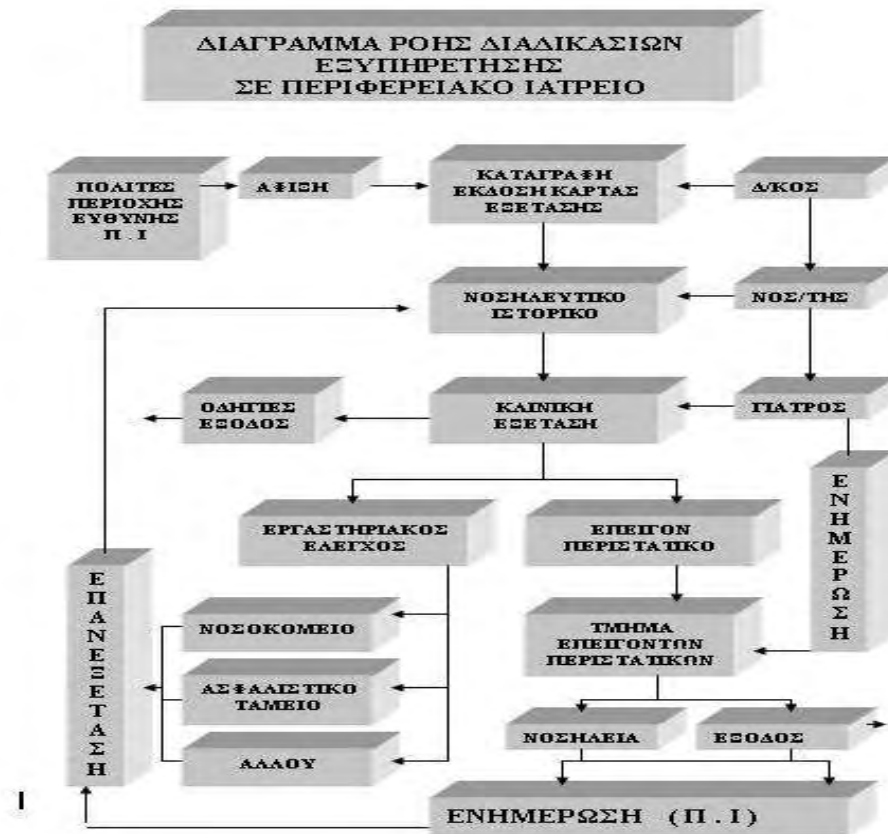 ΔΙΑΓΡΑΜΜΑ ΡΟΗΣ ΔΙΑΔΙΚΑΣΙΩΝ
ΕΞΥΠΗΡΕΤΗΣΗΣ
ΣΕ ΠΕΡΙΦΕΡΕΙΑΚΟ ΙΑΤΡΕΙΟ
ΠΟΛΙΤΕΣ
ΠΕΡΙΟΧΗΣ
ΕΥΘΥΝΗΣ
Π . Ι
ΑΦΙΞΗ
ΚΑΤΑΓΡΑΦΗ
ΕΚΔΟΣΗ ΚΑΡΤΑΣ
ΕΞΕΤΑΣΗΣ
Δ/ΚΟΣ
ΝΟΣΗΛΕΥΤΙΚΟ
ΙΣΤΟΡΙΚΟ
ΝΟΣ/ΤΗΣ
ΟΔΗΓΙΕΣ
ΕΞΟΔΟΣ
ΚΛΙΝΙΚΗ
ΕΞΕΤΑΣΗ
ΓΙΑΤΡΟΣ
ΕΝΗΜΕΡΩΣΗ
ΕΡΓΑΣΤΗΡΙΑΚΟΣ
ΕΛΕΓΧΟΣ
ΕΠΕΙΓΟΝ
ΠΕΡΙΣΤΑΤΙΚΟ
ΕΠΑΝΕΞΕΤΑΣΗ
ΝΟΣΟΚΟΜΕΙΟ
ΤΜΗΜΑ
ΕΠΕΙΓΟΝΤΩΝ
ΠΕΡΙΣΤΑΤΙΚΩΝ
ΑΣΦΑΛΙΣΤΙΚΟ
ΤΑΜΕΙΟ
ΑΛΛΟΥ
ΝΟΣΗΛΕΙΑ
ΕΞΟΔΟΣ
ΕΝΗΜΕΡΩΣΗ (Π . Ι)